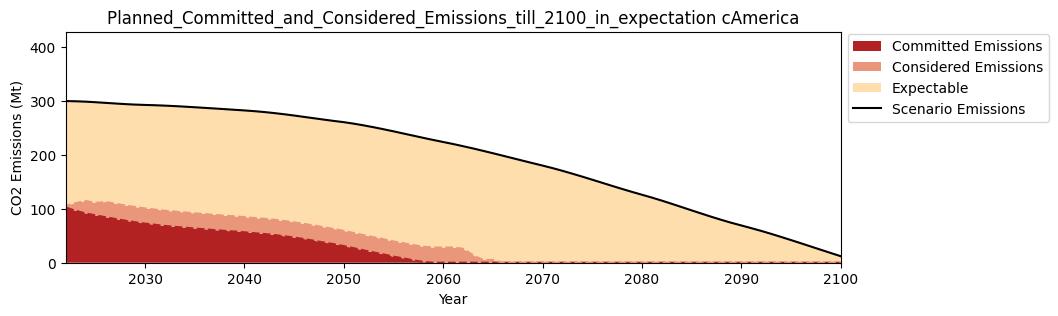 Planned_Committed_and_Considered_Emissions_till_2100_in_expectation cAmerica
CO2 Emissions (Mt)
400
300
200
100
0
2030 2040 2050 2060 2070 2080 2090 2100
Year
Committed Emissions
Considered Emissions
Expectable
Scenario Emissions